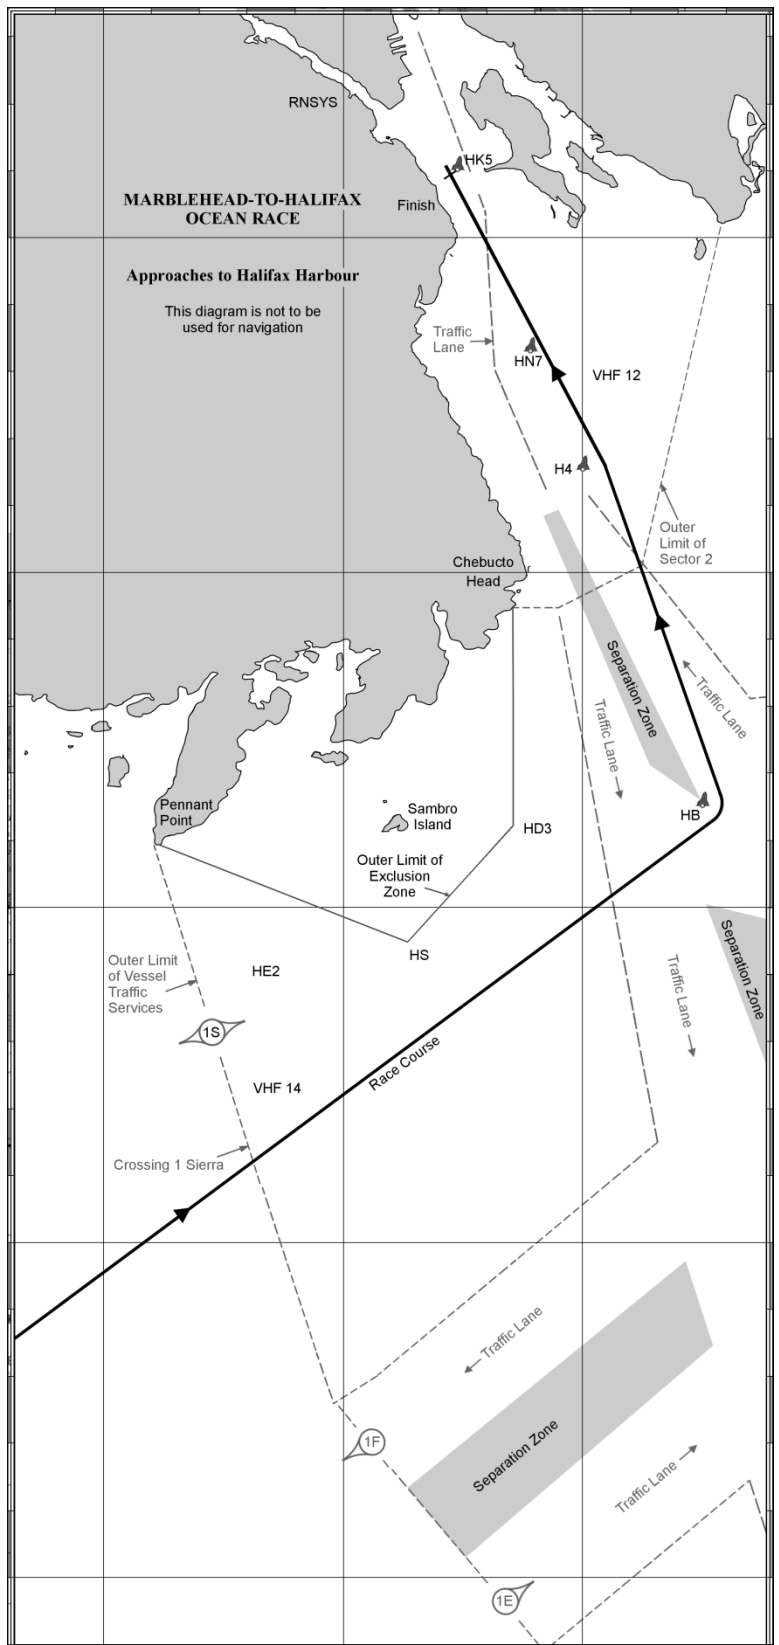 RNSYS
HK5
MARBLEHEAD-TO-HALIFAX
OCEAN RACE
Finish
Approaches to Halifax Harbour
This diagram is not to be
used for navigation
Traffic
Lane
HN7
VHF 12
H4
Outer
Limit of
Sector 2
Chebucto
Head
Separation Zone
Traffic Lane
Traffic Lane
Pennant
Point
Sambro
Island
HB
HD3
Outer Limit of
Exclusion
Zone
HS
Separation Zone
Outer Limit
of Vessel
Traffic
Services
HE2
Traffic Lane
1S
Race Course
VHF 14
Crossing 1 Sierra
Traffic Lane
1F
Separation Zone
Traffic Lane
1E